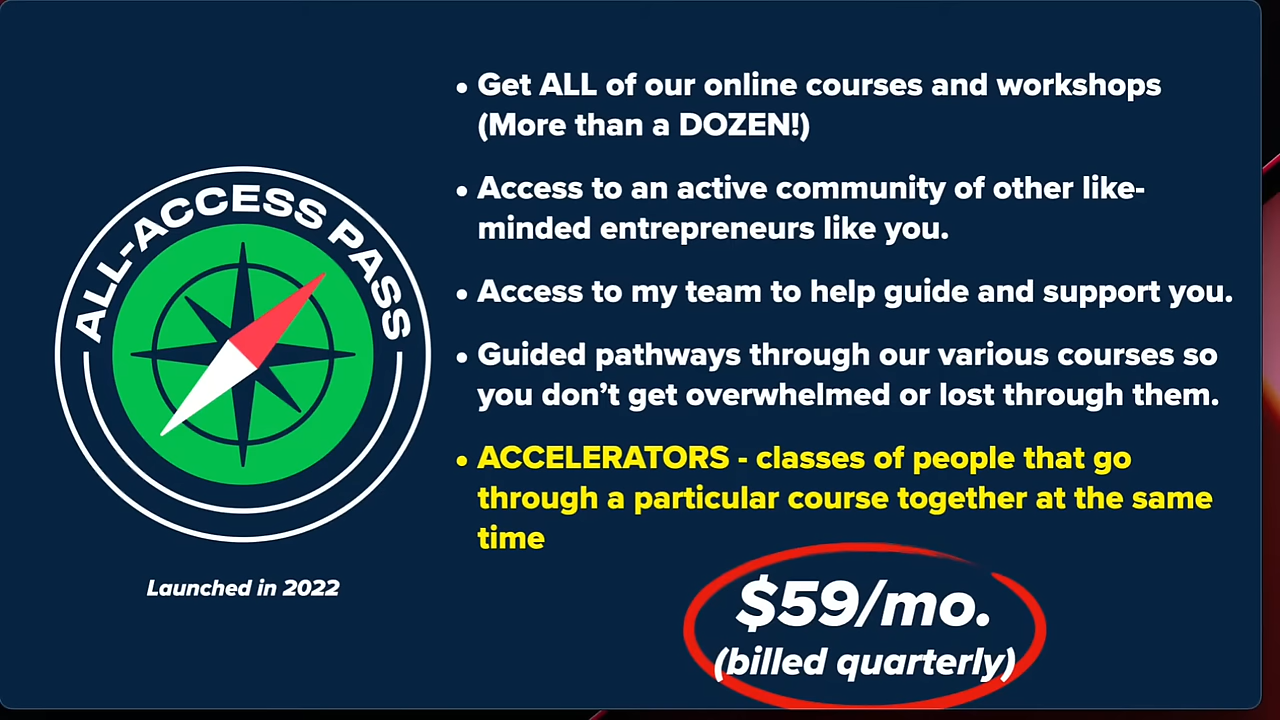 ALL-ACCESS PASS
Launched in 2022
• Get ALL of our online courses and workshops
(More than a DOZEN!)
• Access to an active community of other like-
minded entrepreneurs like you.
• Access to my team to help guide and support you.
• Guided pathways through our various courses so
you don’t get overwhelmed or lost through them.
• ACCELERATORS - classes of people that go
through a particular course together at the same
time
$59/mo.
(billed quarterly)